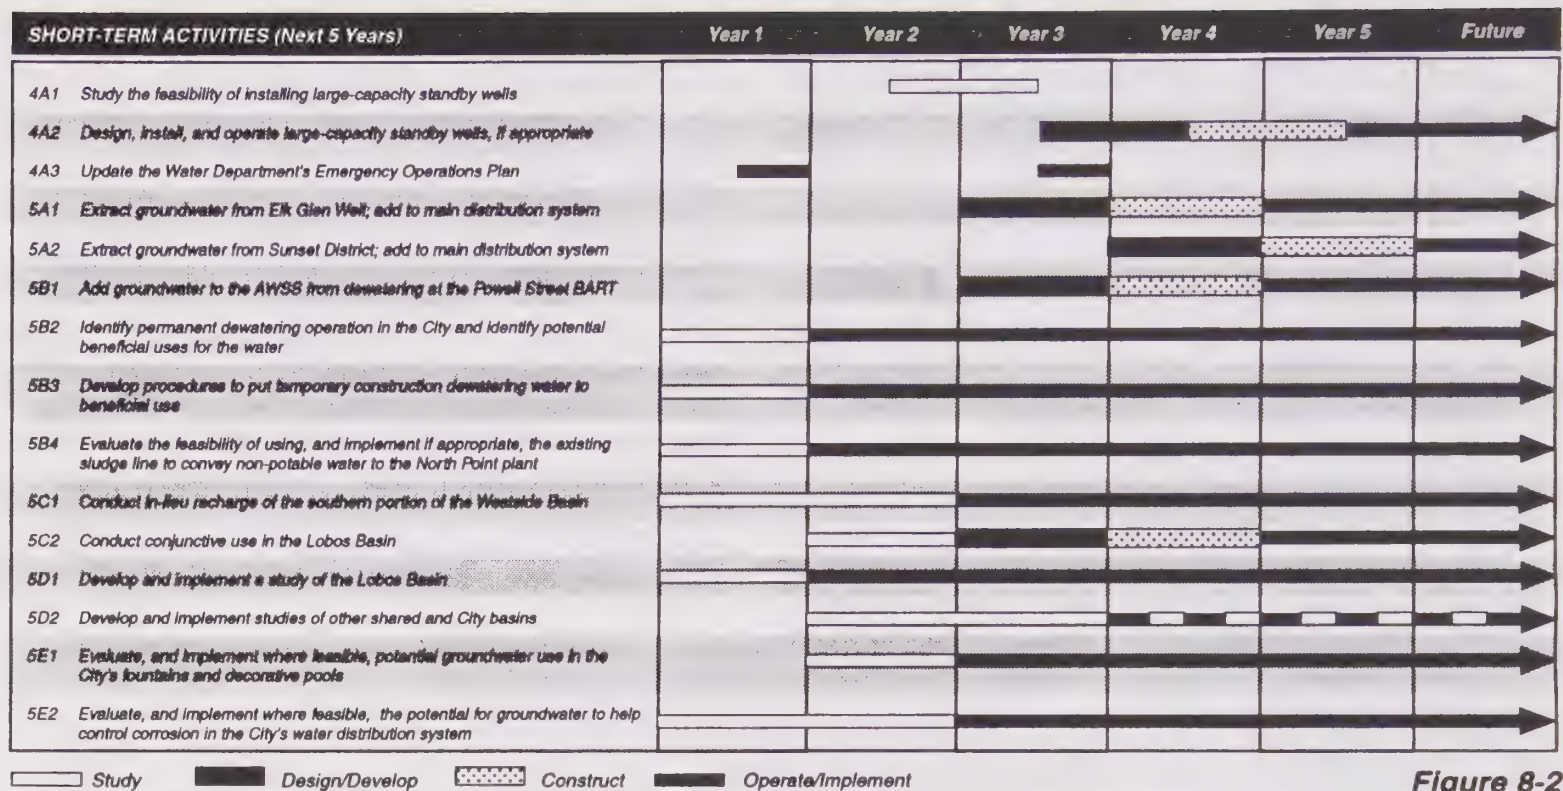 SHORT-TERM ACTIVITIES (Next 5 Years) Year 1 Year 2 Year 3 Year 4 Year 5 Future
4A1 Study the feasibility of installing large-capacity standby wells
4A2 Design, install, and operate large-capacity standby wells, if appropriate
4A3 Update the Water Department's Emergency Operations Plan
5A1 Extract groundwater from Elk Glen Well; add to main distribution system
5A2 Extract groundwater from Sunset District; add to main distribution system
5B1 Add groundwater to the AWSS from dewatering at the Powell Street BART
5B2 Identify permanent dewatering operation in the City and identify potential
beneficial uses for the water
5B3 Develop procedures to put temporary construction dewatering water to
beneficial use
5B4 Evaluate the feasibility of using, and implement if appropriate, the existing
sludge line to convey non-potable water to the North Point plant
5C1 Conduct in-lieu recharge of the southern portion of the Westside Basin
5C2 Conduct conjunctive use in the Lobos Basin
5D1 Develop and implement a study of the Lobos Basin
5D2 Develop and implement studies of other shared and City basins
5E1 Evaluate, and implement where feasible, potential groundwater use in the
City's fountains and decorative pools
5E2 Evaluate, and implement where feasible, the potential for groundwater to help
control corrosion in the City's water distribution system
Study Design/Develop Construct Operate/Implement
Figure 8-2